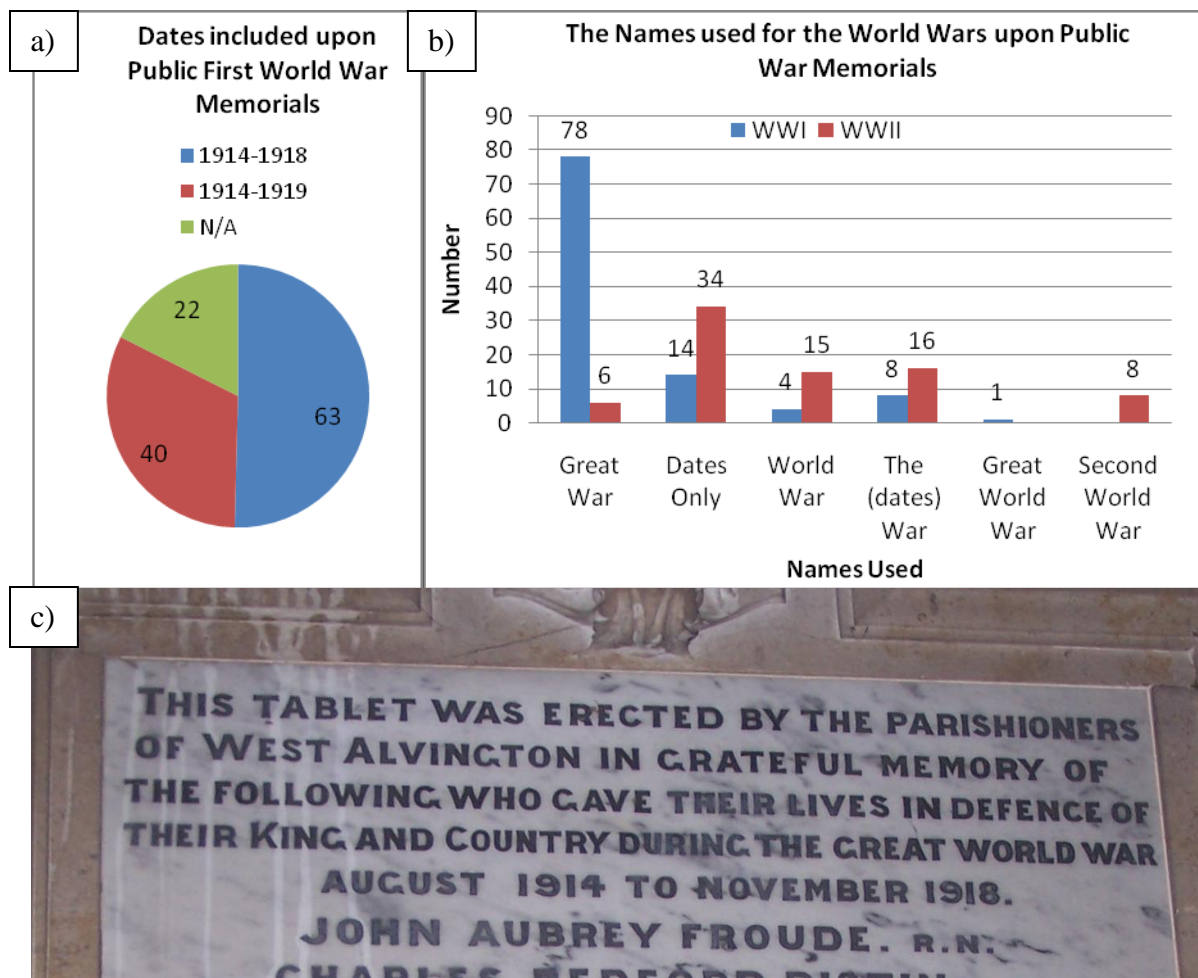 a)
Dates included upon
Public First World War
Memorials
1914-1918
1914-1919
N/A
22
63
40
b)
The Names used for the World Wars upon Public
War Memorials
WWI WWII
Number
90
80
70
60
50
40
30
20
10
0
78
6
14
34
4
15
8
16
1
8
Great
War
Dates
Only
World
War
The
(dates)
War
Great
World
War
Second
World
War
Names Used
c)
THIS TABLET WAS ERECTED BY THE PARISHIONERS
OF WEST ALVINGTON IN GRATEFUL MEMORY OF
THE FOLLOWING WHO GAVE THEIR LIVES IN DEFENCE OF
THEIR KING AND COUNTRY DURING THE GREAT WORLD WAR
AUGUST 1914 TO NOVEMBER 1918.
JOHN AUBREY FROUDE. R.N.
CHARLES